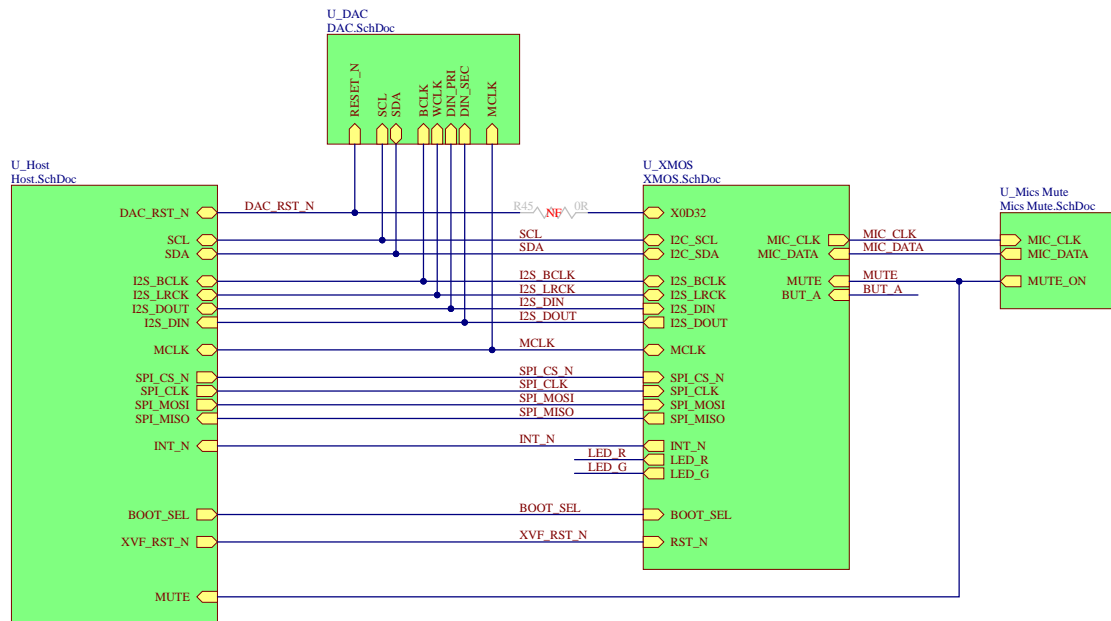 U_DAC
DAC.SchDoc
RESET_N
SCL
SDA
BCLK
WCLK
DIN_PRI
DIN_SEC
MCLK
U_Host
Host.SchDoc
U_XMOS
XMOS.SchDoc
U_Mics Mute
Mics Mute.SchDoc
DAC_RST_N DAC_RST_N R45 NF 0R X0D32
SCL SCL I2C_SCL MIC_CLK MIC_CLK MIC_CLK
SDA SDA I2C_SDA MIC_DATA MIC_DATA MIC_DATA
I2S_BCLK I2S_BCLK I2S_BCLK MUTE MUTE MUTE_ON
I2S_LRCK I2S_LRCK I2S_LRCK BUT_A BUT_A
I2S_DOUT I2S_DIN I2S_DIN
I2S_DIN I2S_DOUT I2S_DOUT
MCLK MCLK MCLK
SPI_CS_N SPI_CS_N SPI_CS_N
SPI_CLK SPI_CLK SPI_CLK
SPI_MOSI SPI_MOSI SPI_MOSI
SPI_MISO SPI_MISO SPI_MISO
INT_N INT_N INT_N
LED_R LED_R
LED_G LED_G
BOOT_SEL BOOT_SEL BOOT_SEL
XVF_RST_N XVF_RST_N RST_N
MUTE